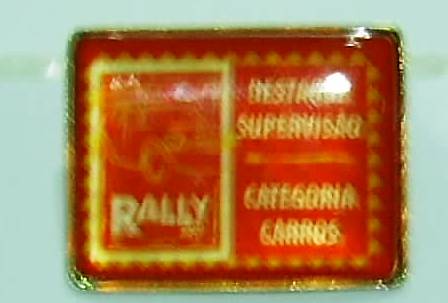 RALLY
DESTAQUE
SUPERVISÃO
CATEGORIA
CARROS